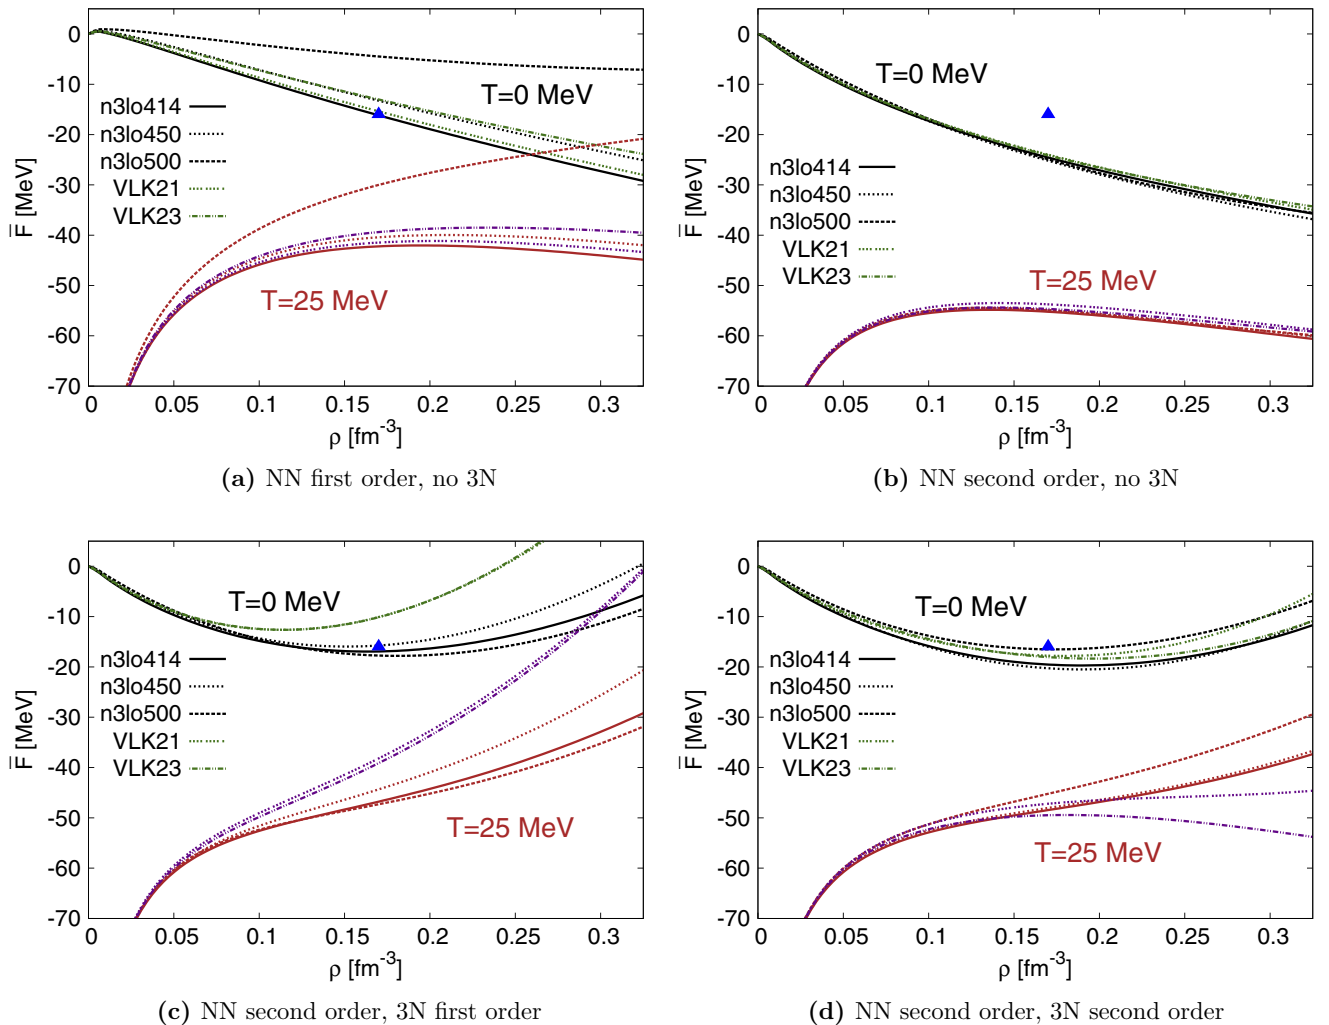 0
-10
-20
-30
-40
-50
-60
-70
F̅ [MeV]
T=0 MeV
n3lo414
n3lo450
n3lo500
VLK21
VLK23
T=25 MeV
0 0.05 0.1 0.15 0.2 0.25 0.3
ρ [fm⁻³]
(a) NN first order, no 3N
0
-10
-20
-30
-40
-50
-60
-70
F̅ [MeV]
T=0 MeV
n3lo414
n3lo450
n3lo500
VLK21
VLK23
T=25 MeV
0 0.05 0.1 0.15 0.2 0.25 0.3
ρ [fm⁻³]
(b) NN second order, no 3N
0
-10
-20
-30
-40
-50
-60
-70
F̅ [MeV]
T=0 MeV
n3lo414
n3lo450
n3lo500
VLK21
VLK23
T=25 MeV
0 0.05 0.1 0.15 0.2 0.25 0.3
ρ [fm⁻³]
(c) NN second order, 3N first order
0
-10
-20
-30
-40
-50
-60
-70
F̅ [MeV]
T=0 MeV
n3lo414
n3lo450
n3lo500
VLK21
VLK23
T=25 MeV
0 0.05 0.1 0.15 0.2 0.25 0.3
ρ [fm⁻³]
(d) NN second order, 3N second order